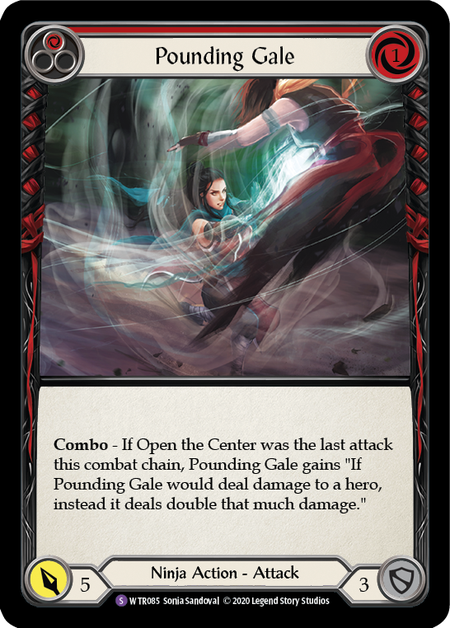 Pounding Gale
1
Combo - If Open the Center was the last attack
this combat chain, Pounding Gale gains "If
Pounding Gale would deal damage to a hero,
instead it deals double that much damage."
5
Ninja Action - Attack
3
S WTR085 Sonia Sandoval © 2020 Legend Story Studios